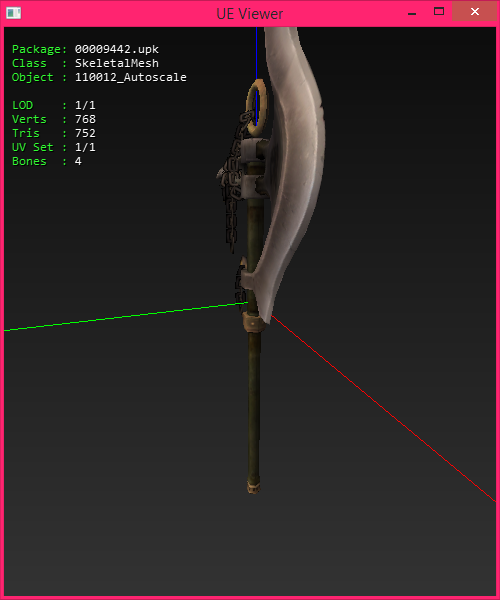 UE Viewer
Package: 00009442.upk
Class  : SkeletalMesh
Object : 110012_Autoscale
LOD    : 1/1
Verts  : 768
Tris   : 752
UV Set : 1/1
Bones  : 4